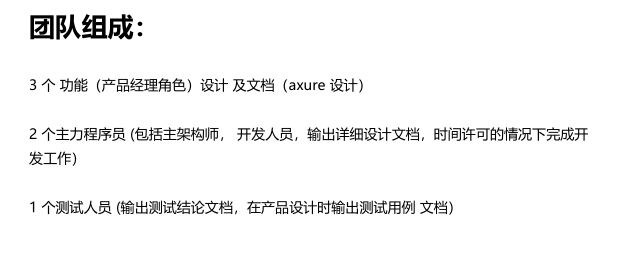 团队组成：
3 个 功能（产品经理角色）设计 及文档（axure 设计）
2 个主力程序员 (包括主架构师， 开发人员，输出详细设计文档，时间许可的情况下完成开
发工作)
1 个测试人员 (输出测试结论文档，在产品设计时输出测试用例 文档)